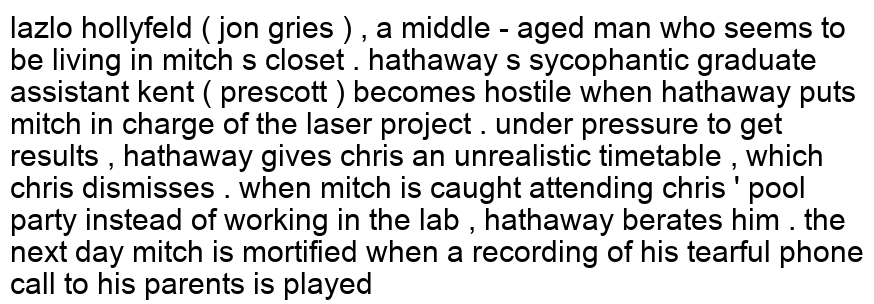 lazlo hollyfeld ( jon gries ) , a middle - aged man who seems to
be living in mitch s closet . hathaway s sycophantic graduate
assistant kent ( prescott ) becomes hostile when hathaway puts
mitch in charge of the laser project . under pressure to get
results , hathaway gives chris an unrealistic timetable , which
chris dismisses . when mitch is caught attending chris ' pool
party instead of working in the lab , hathaway berates him . the
next day mitch is mortified when a recording of his tearful phone
call to his parents is played